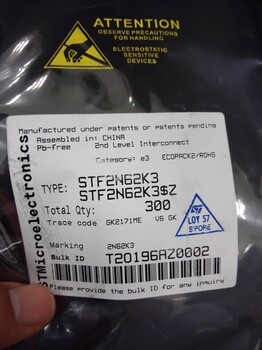 ATTENTION
OBSERVE PRECAUTIONS
FOR HANDLING
ELECTROSTATIC
SENSITIVE
DEVICES
STMicroelectronics
Manufactured under patents or patents pending
Assembled in: CHINA
Pb-free 2nd Level Interconnect
Category: e3 ECOPACK2/ROHS
TYPE: STF2N62K3
STF2N62K3$Z
Total Qty: 300
Trace code GK2171ME V6 GK
LOY 57
S'PORE
Marking 2N62K3
Bulk ID T20196AZ0002
Please provide the bulk ID for any inquiry